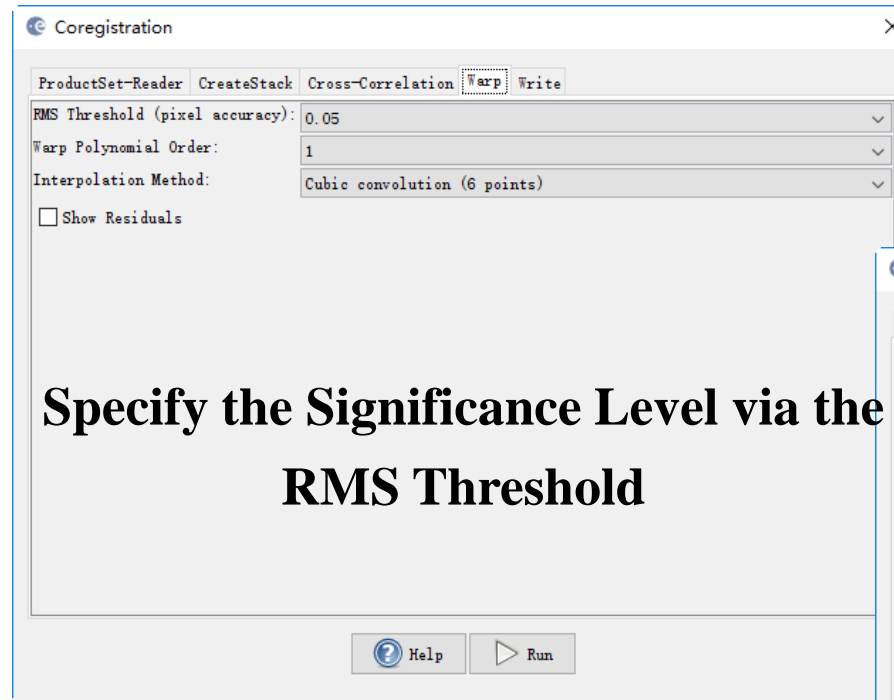 Coregistration
ProductSet-Reader CreateStack Cross-Correlation Warp Write
RMS Threshold (pixel accuracy): 0.05
Warp Polynomial Order: 1
Interpolation Method: Cubic convolution (6 points)
Show Residuals
Specify the Significance Level via the
RMS Threshold
Help Run